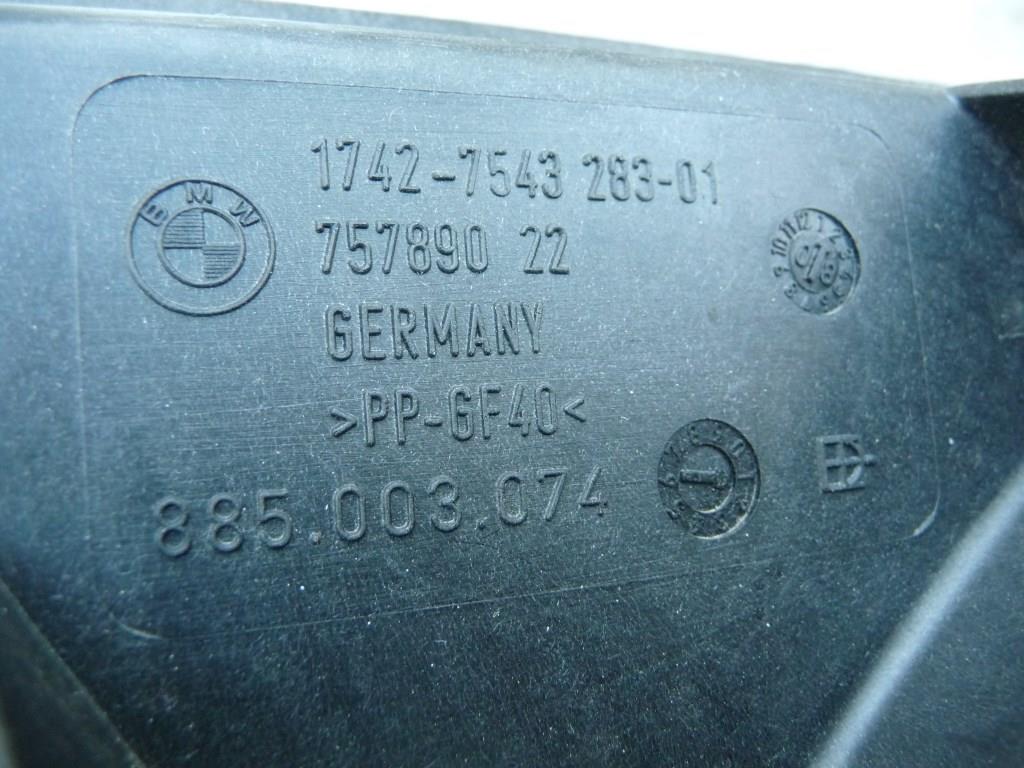 BMW
1742-7543 283-01
757890 22
GERMANY
>PP-GF40<
885.003.074